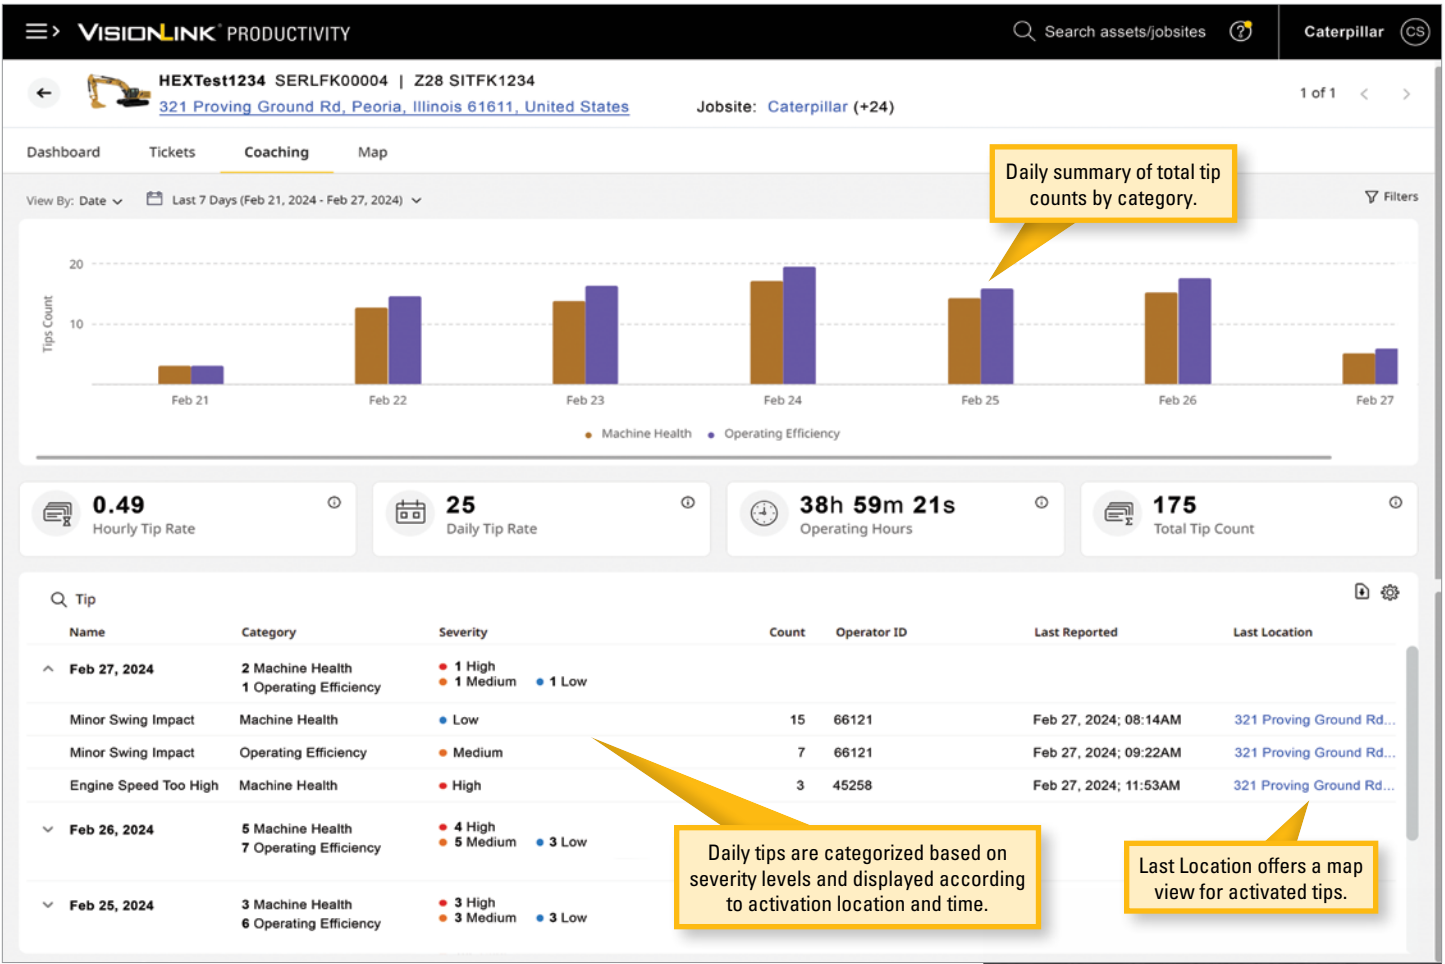 VISIONLINK PRODUCTIVITY
Search assets/jobsites
Caterpillar CS
HEXTest1234 SERLFK00004 | Z28 SITFK1234
321 Proving Ground Rd, Peoria, Illinois 61611, United States
Jobsite: Caterpillar (+24)
1 of 1
Dashboard Tickets Coaching Map
View By: Date
Last 7 Days (Feb 21, 2024 - Feb 27, 2024)
Filters
Daily summary of total tip
counts by category.
Tips Count
20
10
Feb 21 Feb 22 Feb 23 Feb 24 Feb 25 Feb 26 Feb 27
Machine Health Operating Efficiency
0.49
Hourly Tip Rate
25
Daily Tip Rate
38h 59m 21s
Operating Hours
175
Total Tip Count
Tip
Name Category Severity Count Operator ID Last Reported Last Location
Feb 27, 2024
2 Machine Health
1 Operating Efficiency
1 High
1 Medium 1 Low
Minor Swing Impact Machine Health Low 15 66121 Feb 27, 2024; 08:14AM 321 Proving Ground Rd...
Minor Swing Impact Operating Efficiency Medium 7 66121 Feb 27, 2024; 09:22AM 321 Proving Ground Rd...
Engine Speed Too High Machine Health High 3 45258 Feb 27, 2024; 11:53AM 321 Proving Ground Rd...
Feb 26, 2024
5 Machine Health
7 Operating Efficiency
4 High
5 Medium 3 Low
Feb 25, 2024
3 Machine Health
6 Operating Efficiency
3 High
3 Medium 3 Low
Daily tips are categorized based on
severity levels and displayed according
to activation location and time.
Last Location offers a map
view for activated tips.